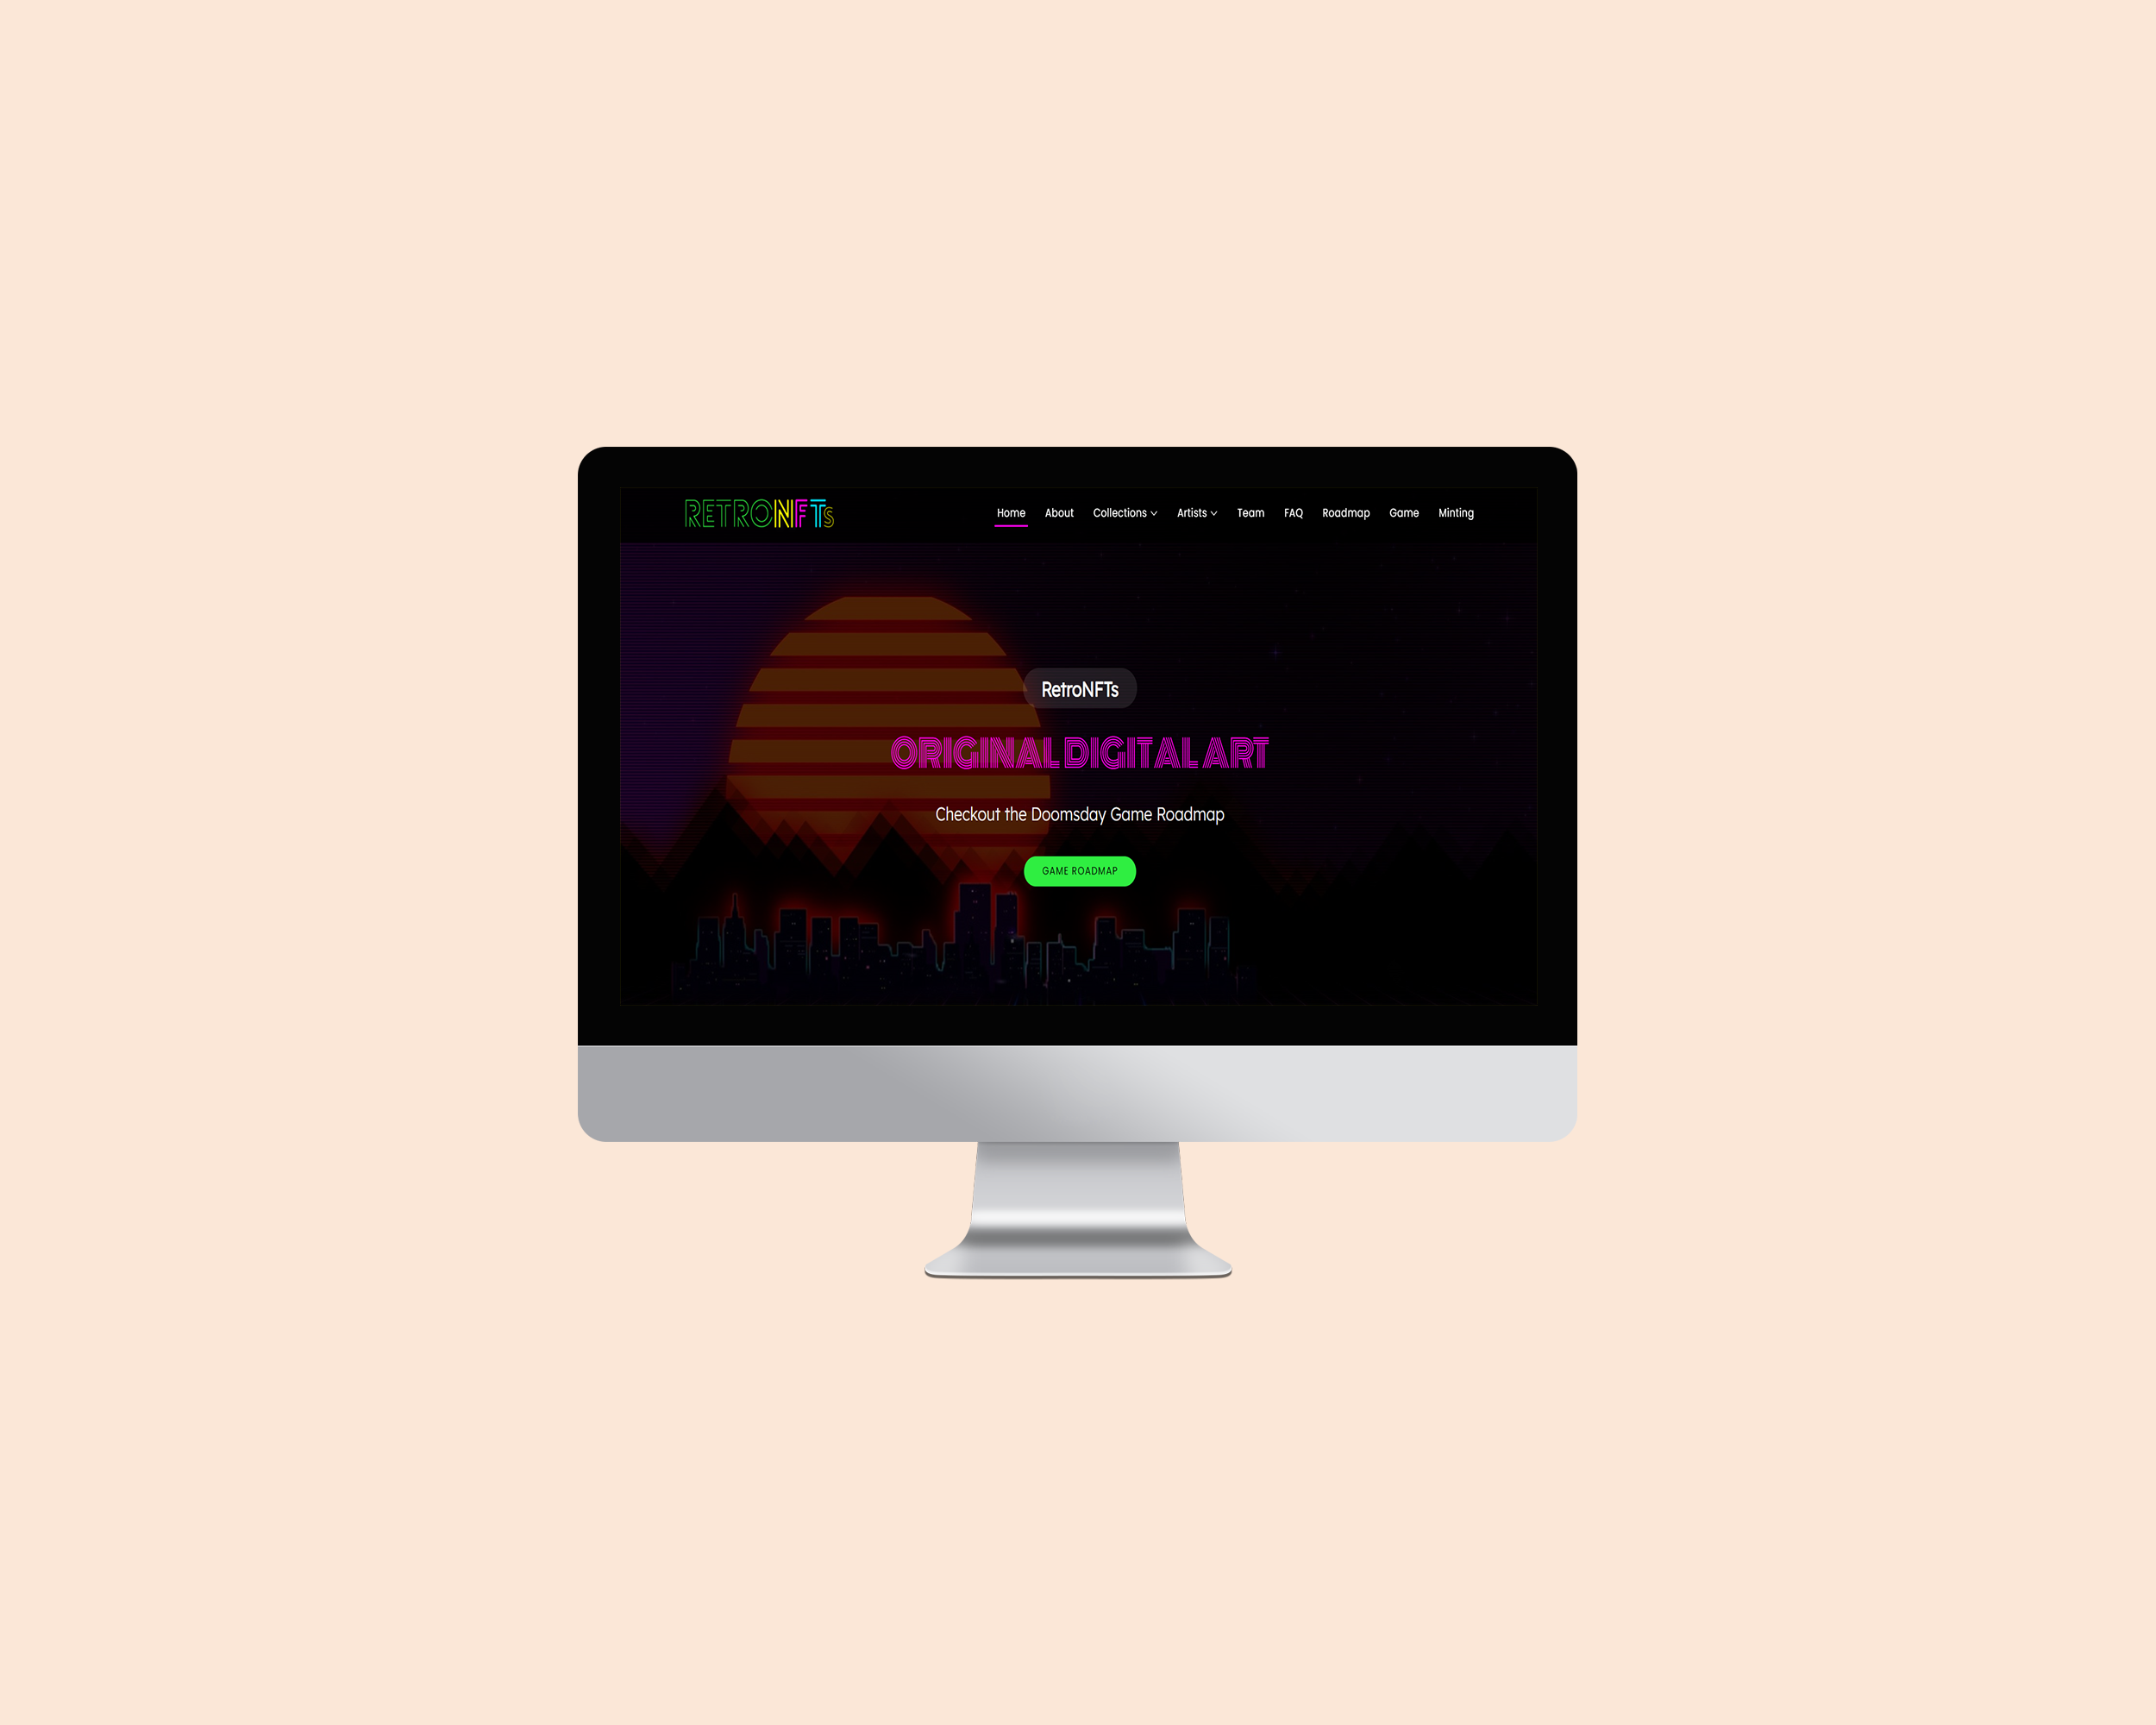 RETRONFTs
Home About Collections Artists Team FAQ Roadmap Game Minting
RetroNFTs
ORIGINAL DIGITAL ART
Checkout the Doomsday Game Roadmap
GAME ROADMAP